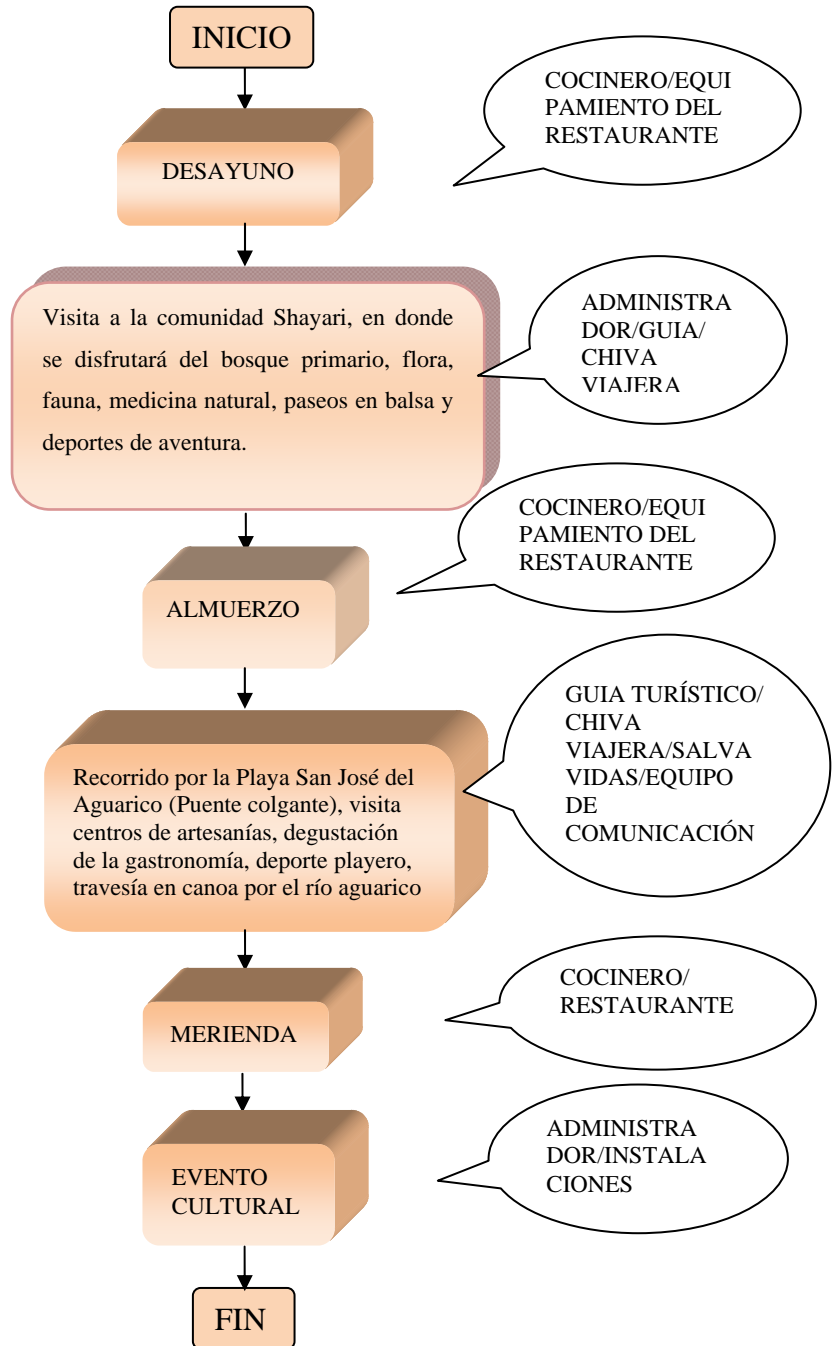 INICIO
COCINERO/EQUI
PAMIENTO DEL
RESTAURANTE
DESAYUNO
Visita a la comunidad Shayari, en donde
se disfrutará del bosque primario, flora,
fauna, medicina natural, paseos en balsa y
deportes de aventura.
ADMINISTRA
DOR/GUIA/
CHIVA
VIAJERA
COCINERO/EQUI
PAMIENTO DEL
RESTAURANTE
ALMUERZO
GUIA TURÍSTICO/
CHIVA
VIAJERA/SALVA
VIDAS/EQUIPO
DE
COMUNICACIÓN
Recorrido por la Playa San José del
Aguarico (Puente colgante), visita
centros de artesanías, degustación
de la gastronomía, deporte playero,
travesía en canoa por el río aguarico
COCINERO/
RESTAURANTE
MERIENDA
ADMINISTRA
DOR/INSTALA
CIONES
EVENTO
CULTURAL
FIN